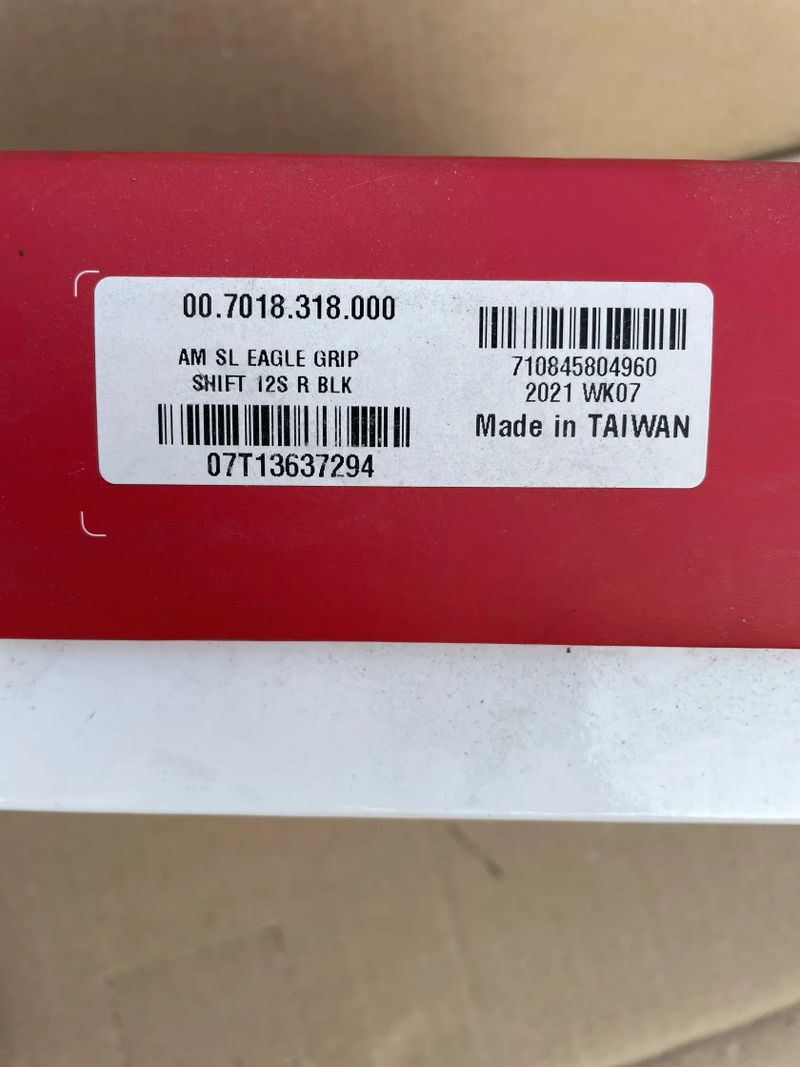 00.7018.318.000
AM SL EAGLE GRIP
SHIFT 12S R BLK
07T13637294
710845804960
2021 WK07
Made in TAIWAN